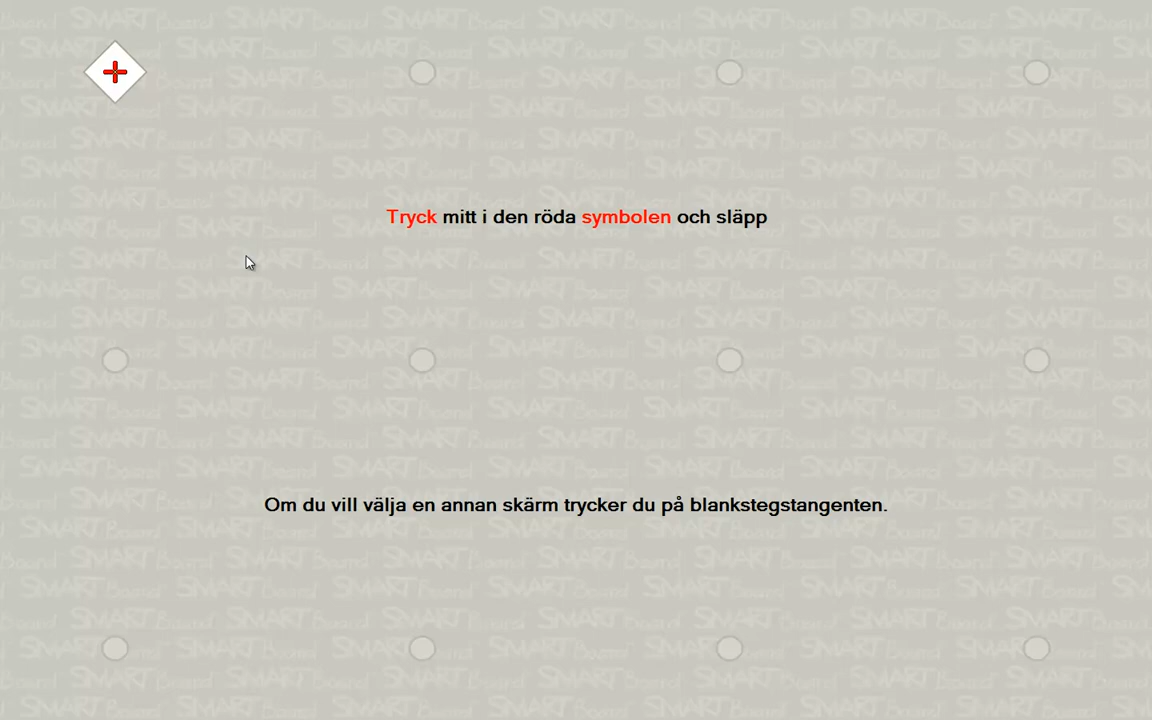 Tryck mitt i den röda symbolen och släpp
Om du vill välja en annan skärm trycker du på blankstegstangenten.